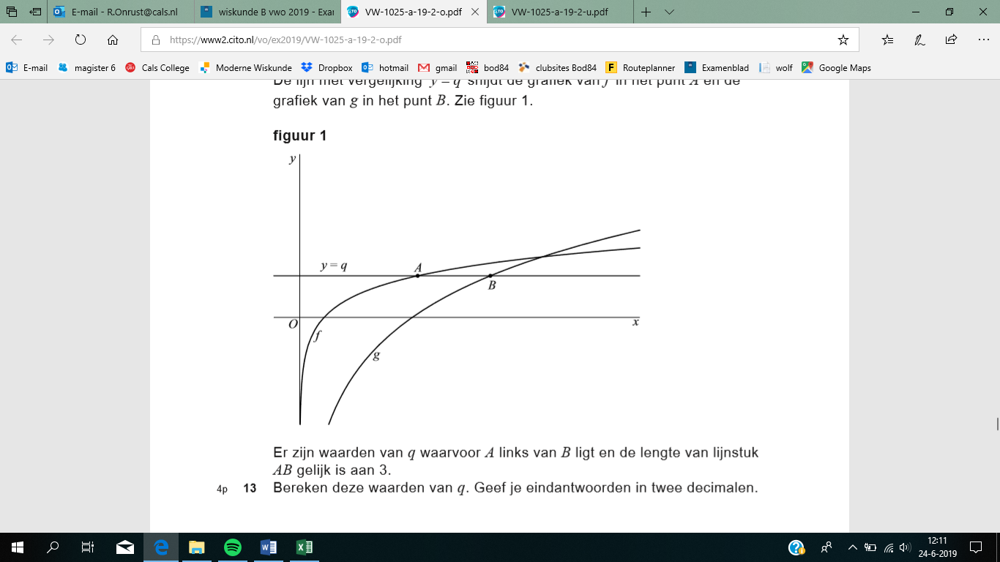 E-mail - R.Onrust@cals.nl
wiskunde B vwo 2019 - Exar
VW-1025-a-19-2-o.pdf
VW-1025-a-19-2-u.pdf
https://www2.cito.nl/vo/ex2019/VW-1025-a-19-2-o.pdf
E-mail
magister 6
Cals College
Moderne Wiskunde
Dropbox
hotmail
gmail
bod84
clubsites Bod84
Routeplanner
Examenblad
wolf
Google Maps
De lijn met vergelijking y = q snijdt de grafiek van f in het punt A en de
grafiek van g in het punt B. Zie figuur 1.
figuur 1
y
y = q
A
B
O
x
f
g
Er zijn waarden van q waarvoor A links van B ligt en de lengte van lijnstuk
AB gelijk is aan 3.
4p 13 Bereken deze waarden van q. Geef je eindantwoorden in twee decimalen.
12:11
24-6-2019